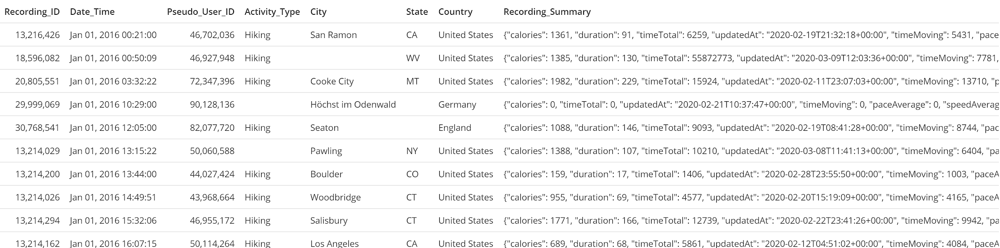 Recording_ID Date_Time Pseudo_User_ID Activity_Type City State Country Recording_Summary
13,216,426 Jan 01, 2016 00:21:00 46,702,036 Hiking San Ramon CA United States {"calories": 1361, "duration": 91, "timeTotal": 6259, "updatedAt": "2020-02-19T21:32:18+00:00", "timeMoving": 5431, "pace
18,596,082 Jan 01, 2016 00:50:09 46,927,948 Hiking WV United States {"calories": 1385, "duration": 130, "timeTotal": 55872773, "updatedAt": "2020-03-09T12:03:36+00:00", "timeMoving": 7781,
20,805,551 Jan 01, 2016 03:32:22 72,347,396 Hiking Cooke City MT United States {"calories": 1982, "duration": 229, "timeTotal": 15924, "updatedAt": "2020-02-11T23:07:03+00:00", "timeMoving": 13710, "p
29,999,069 Jan 01, 2016 10:29:00 90,128,136 Höchst im Odenwald Germany {"calories": 0, "timeTotal": 0, "updatedAt": "2020-02-21T10:37:47+00:00", "timeMoving": 0, "paceAverage": 0, "speedAverag
30,768,541 Jan 01, 2016 12:05:00 82,077,720 Hiking Seaton England {"calories": 1088, "duration": 146, "timeTotal": 9093, "updatedAt": "2020-02-19T08:41:28+00:00", "timeMoving": 8744, "pac
13,214,029 Jan 01, 2016 13:15:22 50,060,588 Pawling NY United States {"calories": 1388, "duration": 107, "timeTotal": 10210, "updatedAt": "2020-03-08T11:41:13+00:00", "timeMoving": 6404, "pa
13,214,200 Jan 01, 2016 13:44:00 44,027,424 Hiking Boulder CO United States {"calories": 159, "duration": 17, "timeTotal": 1406, "updatedAt": "2020-02-28T23:55:50+00:00", "timeMoving": 1003, "paceA
13,214,026 Jan 01, 2016 14:49:51 43,968,664 Hiking Woodbridge CT United States {"calories": 955, "duration": 69, "timeTotal": 4577, "updatedAt": "2020-02-20T15:19:09+00:00", "timeMoving": 4165, "paceA
13,214,294 Jan 01, 2016 15:32:06 46,955,172 Hiking Salisbury CT United States {"calories": 1771, "duration": 166, "timeTotal": 12739, "updatedAt": "2020-02-22T23:41:26+00:00", "timeMoving": 9942, "pa
13,214,162 Jan 01, 2016 16:07:15 50,114,264 Hiking Los Angeles CA United States {"calories": 689, "duration": 68, "timeTotal": 5861, "updatedAt": "2020-02-12T04:51:02+00:00", "timeMoving": 4084, "paceA